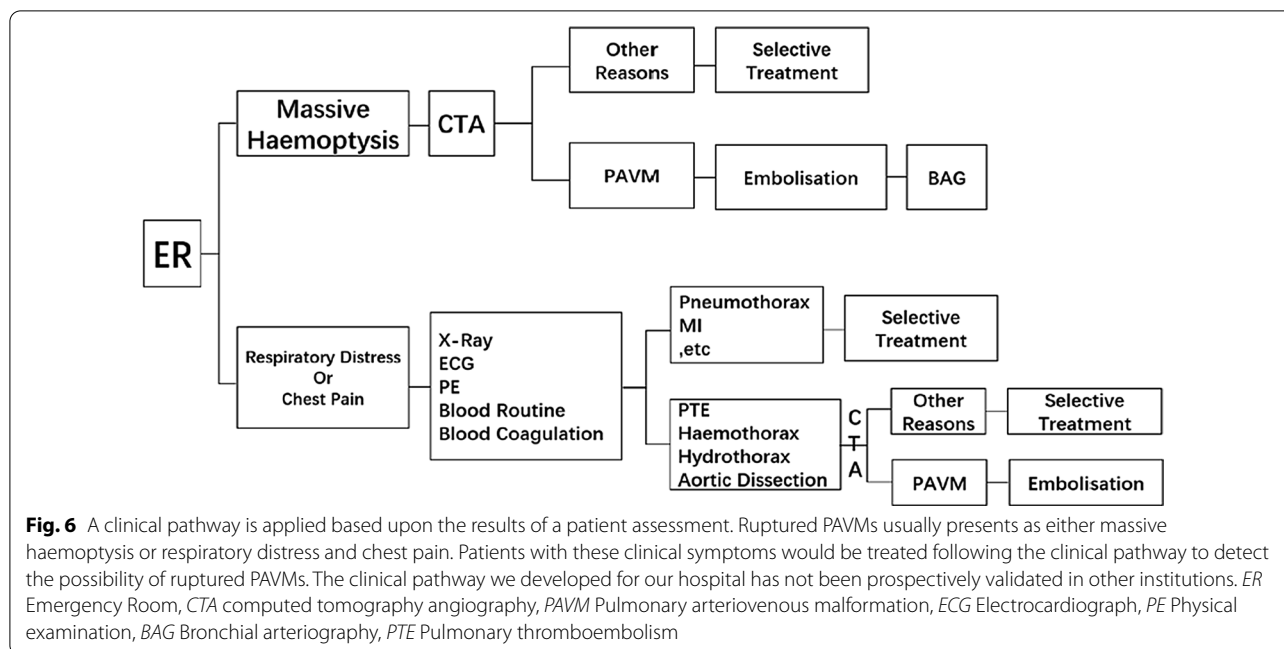 Other
Reasons
Selective
Treatment
Massive
Haemoptysis
CTA
PAVM
Embolisation
BAG
ER
Respiratory Distress
Or
Chest Pain
X-Ray
ECG
PE
Blood Routine
Blood Coagulation
Pneumothorax
MI
,etc
Selective
Treatment
PTE
Haemothorax
Hydrothorax
Aortic Dissection
C
T
A
Other
Reasons
Selective
Treatment
PAVM
Embolisation
Fig. 6 A clinical pathway is applied based upon the results of a patient assessment. Ruptured PAVMs usually presents as either massive
haemoptysis or respiratory distress and chest pain. Patients with these clinical symptoms would be treated following the clinical pathway to detect
the possibility of ruptured PAVMs. The clinical pathway we developed for our hospital has not been prospectively validated in other institutions. ER
Emergency Room, CTA computed tomography angiography, PAVM Pulmonary arteriovenous malformation, ECG Electrocardiograph, PE Physical
examination, BAG Bronchial arteriography, PTE Pulmonary thromboembolism